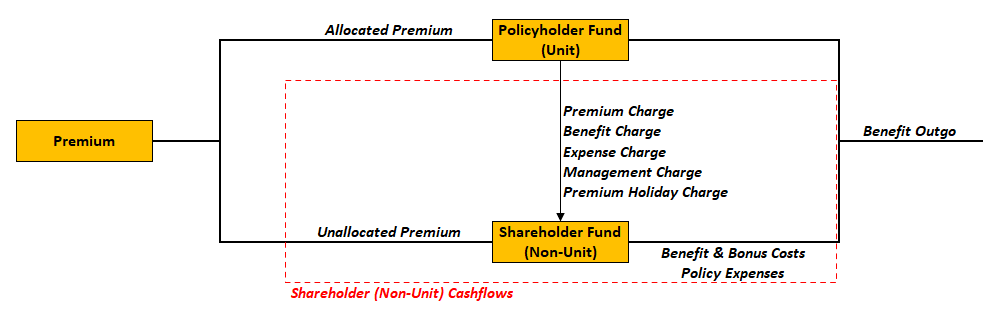 Allocated Premium
Policyholder Fund
(Unit)
Premium Charge
Benefit Charge
Expense Charge
Management Charge
Premium Holiday Charge
Premium
Benefit Outgo
Unallocated Premium
Shareholder Fund
(Non-Unit)
Benefit & Bonus Costs
Policy Expenses
Shareholder (Non-Unit) Cashflows